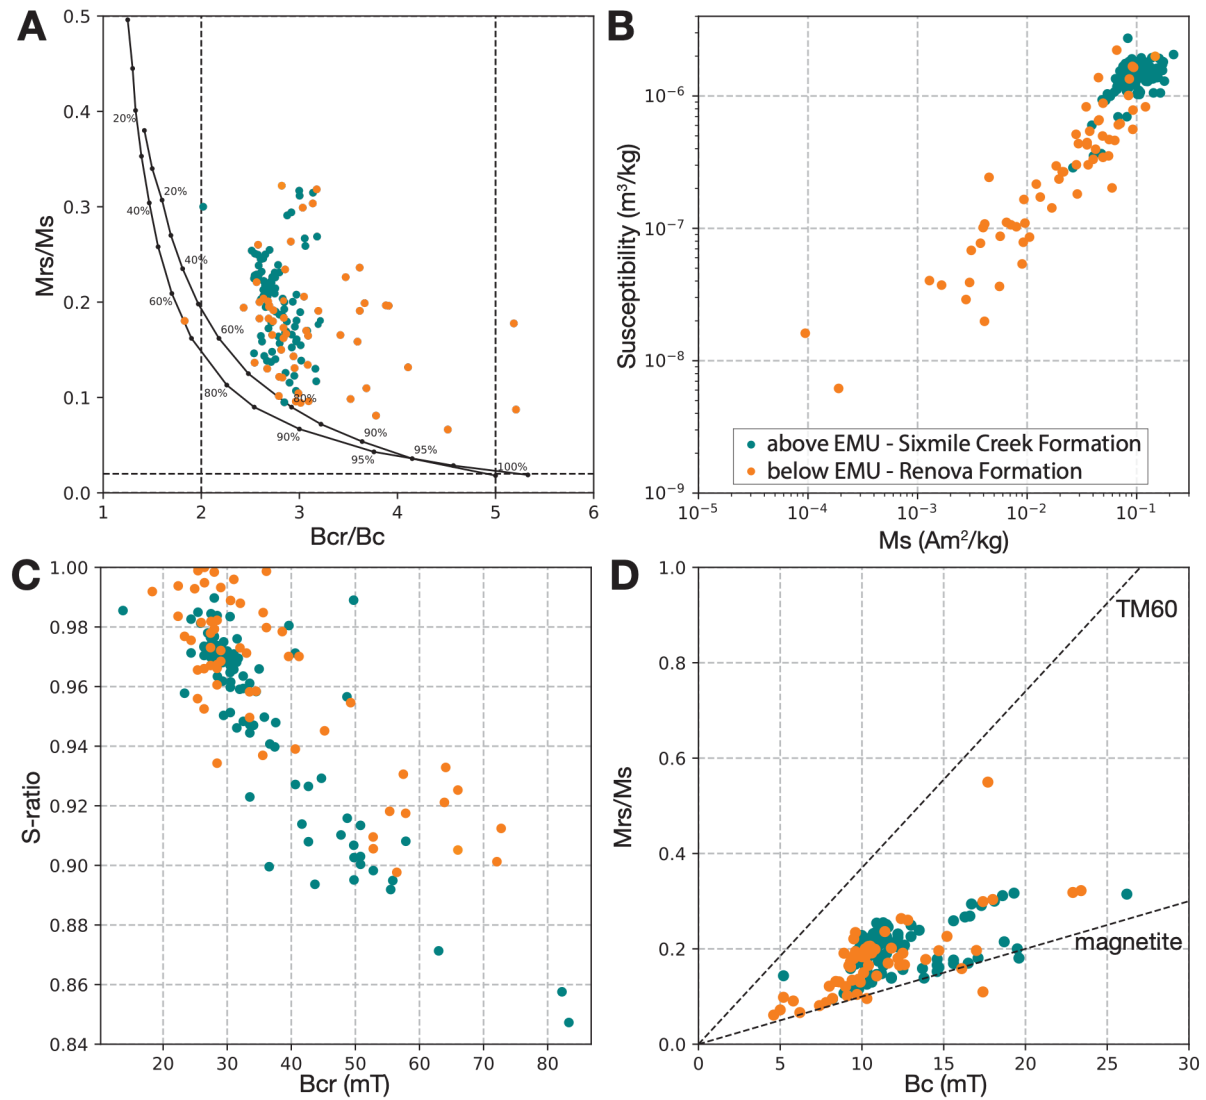 A
0.5
0.4
0.3
0.2
0.1
0.0
Mrs/Ms
20%
20%
40%
40%
60%
60%
80%
80%
90%
90%
95%
95%
100%
1 2 3 4 5 6
Bcr/Bc
B
10⁻⁶
10⁻⁷
10⁻⁸
10⁻⁹
Susceptibility (m³/kg)
above EMU - Sixmile Creek Formation
below EMU - Renova Formation
10⁻⁵ 10⁻⁴ 10⁻³ 10⁻² 10⁻¹
Ms (Am²/kg)
C
1.00
0.98
0.96
0.94
0.92
0.90
0.88
0.86
0.84
S-ratio
20 30 40 50 60 70 80
Bcr (mT)
D
1.0
0.8
0.6
0.4
0.2
0.0
Mrs/Ms
TM60
magnetite
0 5 10 15 20 25 30
Bc (mT)